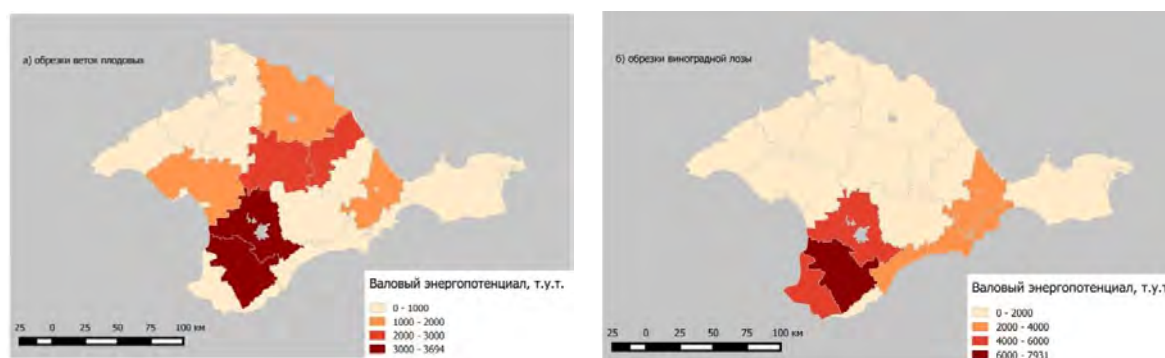 а) обрезки веток плодовых
Валовый энергопотенциал, т.у.т.
0 - 1000
1000 - 2000
2000 - 3000
3000 - 3694
25 0 25 50 75 100 км
б) обрезки виноградной лозы
Валовый энергопотенциал, т.у.т.
0 - 2000
2000 - 4000
4000 - 6000
6000 - 7931
25 0 25 50 75 100 км